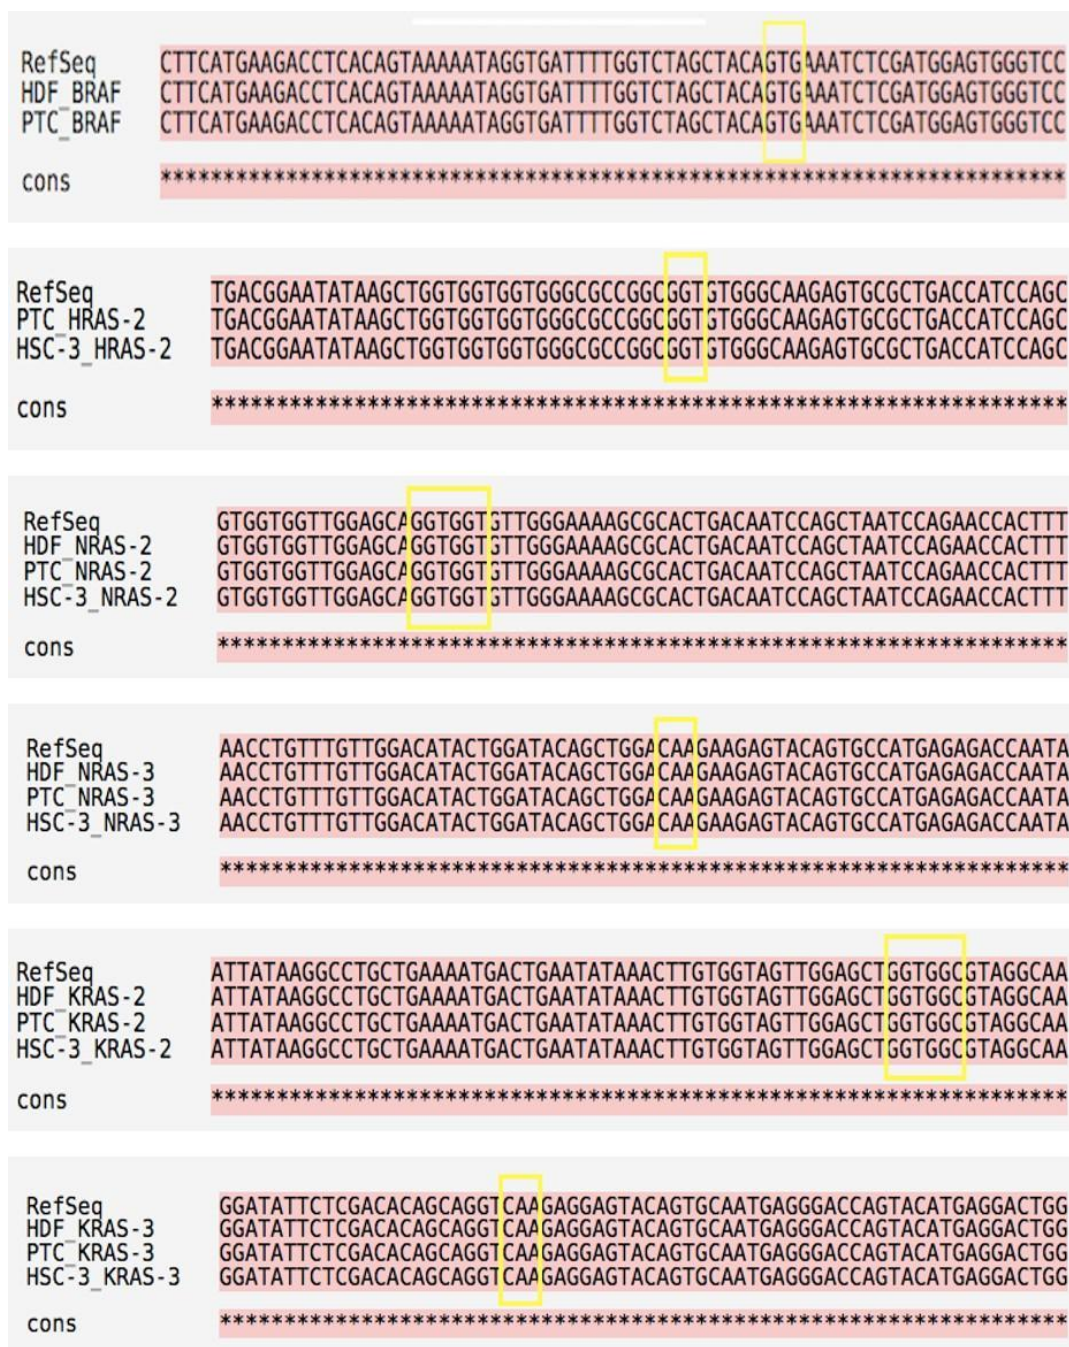 RefSeq CTTCATGAAGACCTCACAGTAAAAATAGGTGATTTTGGTCTAGCTACAGTGAAATCTCGATGGAGTGGGTCC
HDF_BRAF CTTCATGAAGACCTCACAGTAAAAATAGGTGATTTTGGTCTAGCTACAGTGAAATCTCGATGGAGTGGGTCC
PTC_BRAF CTTCATGAAGACCTCACAGTAAAAATAGGTGATTTTGGTCTAGCTACAGTGAAATCTCGATGGAGTGGGTCC
cons ************************************************************************
RefSeq TGACGGAATATAAGCTGGTGGTGGTGGGCGCCGGCGGTGTGGGCAAGAGTGCGCTGACCATCCAGC
PTC_HRAS-2 TGACGGAATATAAGCTGGTGGTGGTGGGCGCCGGCGGTGTGGGCAAGAGTGCGCTGACCATCCAGC
HSC-3_HRAS-2 TGACGGAATATAAGCTGGTGGTGGTGGGCGCCGGCGGTGTGGGCAAGAGTGCGCTGACCATCCAGC
cons ******************************************************************
RefSeq GTGGTGGTTGGAGCAGGTGGTGTTGGGAAAAGCGCACTGACAATCCAGCTAATCCAGAACCACTTT
HDF_NRAS-2 GTGGTGGTTGGAGCAGGTGGTGTTGGGAAAAGCGCACTGACAATCCAGCTAATCCAGAACCACTTT
PTC_NRAS-2 GTGGTGGTTGGAGCAGGTGGTGTTGGGAAAAGCGCACTGACAATCCAGCTAATCCAGAACCACTTT
HSC-3_NRAS-2 GTGGTGGTTGGAGCAGGTGGTGTTGGGAAAAGCGCACTGACAATCCAGCTAATCCAGAACCACTTT
cons ******************************************************************
RefSeq AACCTGTTTGTTGGACATACTGGATACAGCTGGACAAGAAGAGTACAGTGCCATGAGAGACCAATA
HDF_NRAS-3 AACCTGTTTGTTGGACATACTGGATACAGCTGGACAAGAAGAGTACAGTGCCATGAGAGACCAATA
PTC_NRAS-3 AACCTGTTTGTTGGACATACTGGATACAGCTGGACAAGAAGAGTACAGTGCCATGAGAGACCAATA
HSC-3_NRAS-3 AACCTGTTTGTTGGACATACTGGATACAGCTGGACAAGAAGAGTACAGTGCCATGAGAGACCAATA
cons ******************************************************************
RefSeq ATTATAAGGCCTGCTGAAAATGACTGAATATAAACTTGTGGTAGTTGGAGCTGGTGGCGTAGGCAA
HDF_KRAS-2 ATTATAAGGCCTGCTGAAAATGACTGAATATAAACTTGTGGTAGTTGGAGCTGGTGGCGTAGGCAA
PTC_KRAS-2 ATTATAAGGCCTGCTGAAAATGACTGAATATAAACTTGTGGTAGTTGGAGCTGGTGGCGTAGGCAA
HSC-3_KRAS-2 ATTATAAGGCCTGCTGAAAATGACTGAATATAAACTTGTGGTAGTTGGAGCTGGTGGCGTAGGCAA
cons ******************************************************************
RefSeq GGATATTCTCGACACAGCAGGTCAAGAGGAGTACAGTGCAATGAGGGACCAGTACATGAGGACTGG
HDF_KRAS-3 GGATATTCTCGACACAGCAGGTCAAGAGGAGTACAGTGCAATGAGGGACCAGTACATGAGGACTGG
PTC_KRAS-3 GGATATTCTCGACACAGCAGGTCAAGAGGAGTACAGTGCAATGAGGGACCAGTACATGAGGACTGG
HSC-3_KRAS-3 GGATATTCTCGACACAGCAGGTCAAGAGGAGTACAGTGCAATGAGGGACCAGTACATGAGGACTGG
cons ******************************************************************